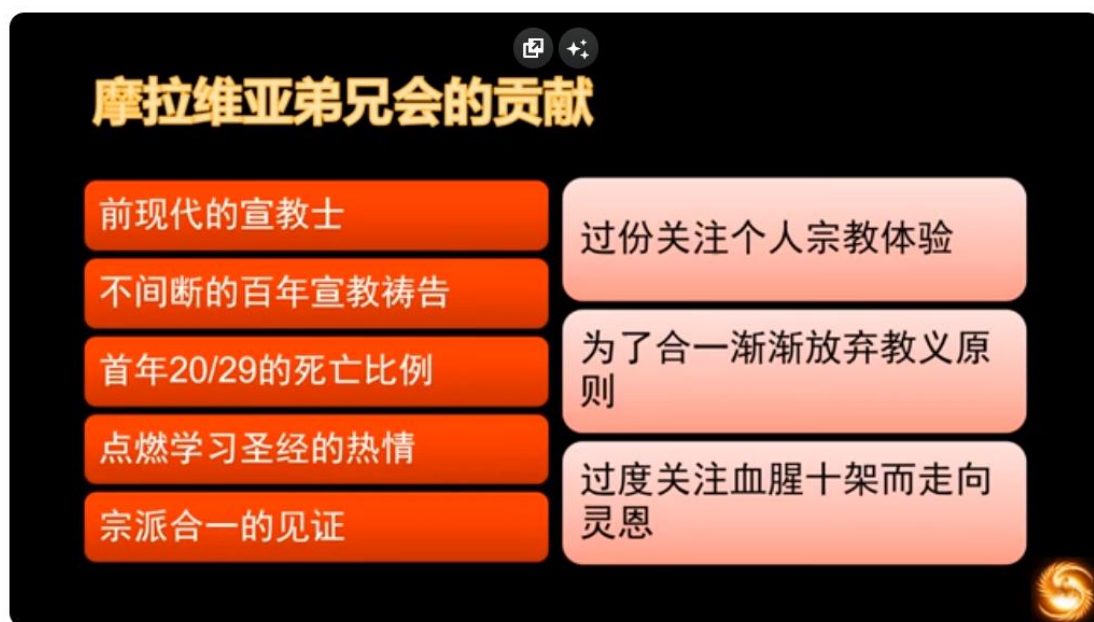 摩拉维亚弟兄会的贡献
前现代的宣教士
不间断的百年宣教祷告
首年20/29的死亡比例
点燃学习圣经的热情
宗派合一的见证
过份关注个人宗教体验
为了合一渐渐放弃教义原
则
过度关注血腥十架而走向
灵恩